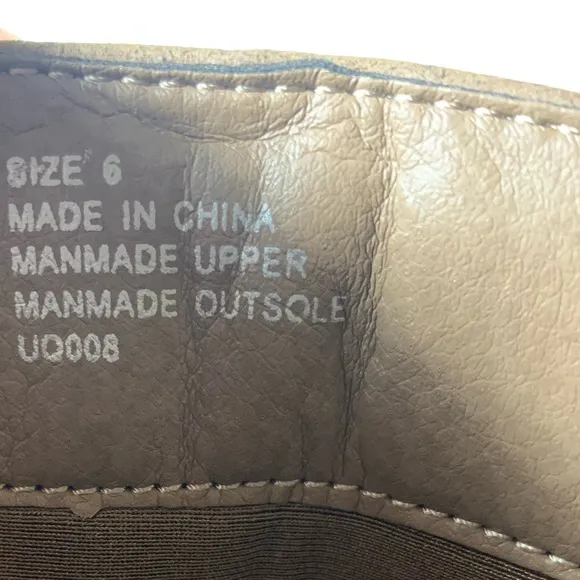 SIZE 6
MADE IN CHINA
MANMADE UPPER
MANMADE OUTSOLE
UQ008